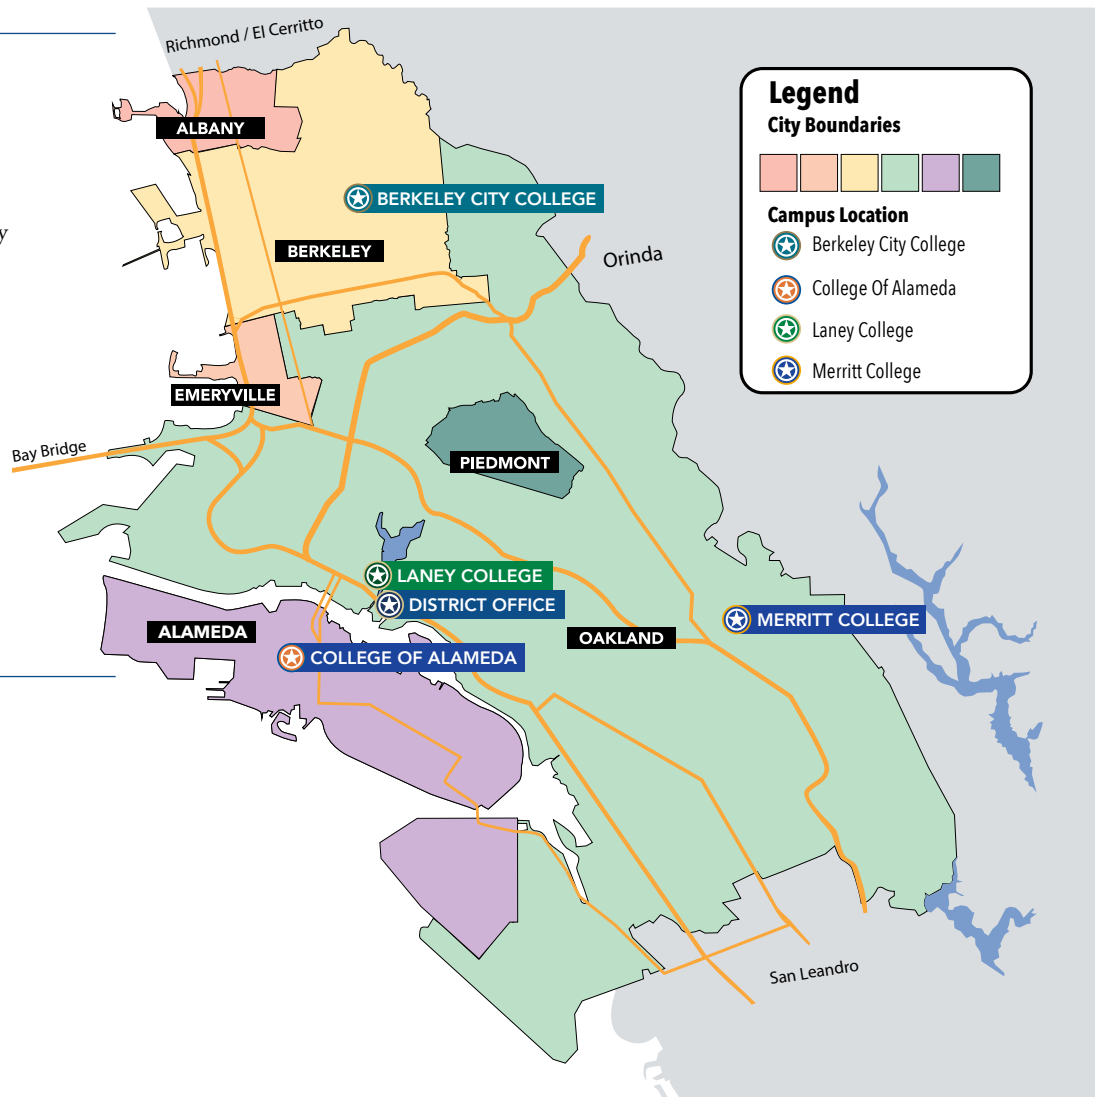 Richmond / El Cerritto
ALBANY
BERKELEY CITY COLLEGE
y
BERKELEY
Orinda
EMERYVILLE
Bay Bridge
PIEDMONT
LANEY COLLEGE
DISTRICT OFFICE
MERRITT COLLEGE
ALAMEDA
OAKLAND
COLLEGE OF ALAMEDA
San Leandro
Legend
City Boundaries
Campus Location
Berkeley City College
College Of Alameda
Laney College
Merritt College